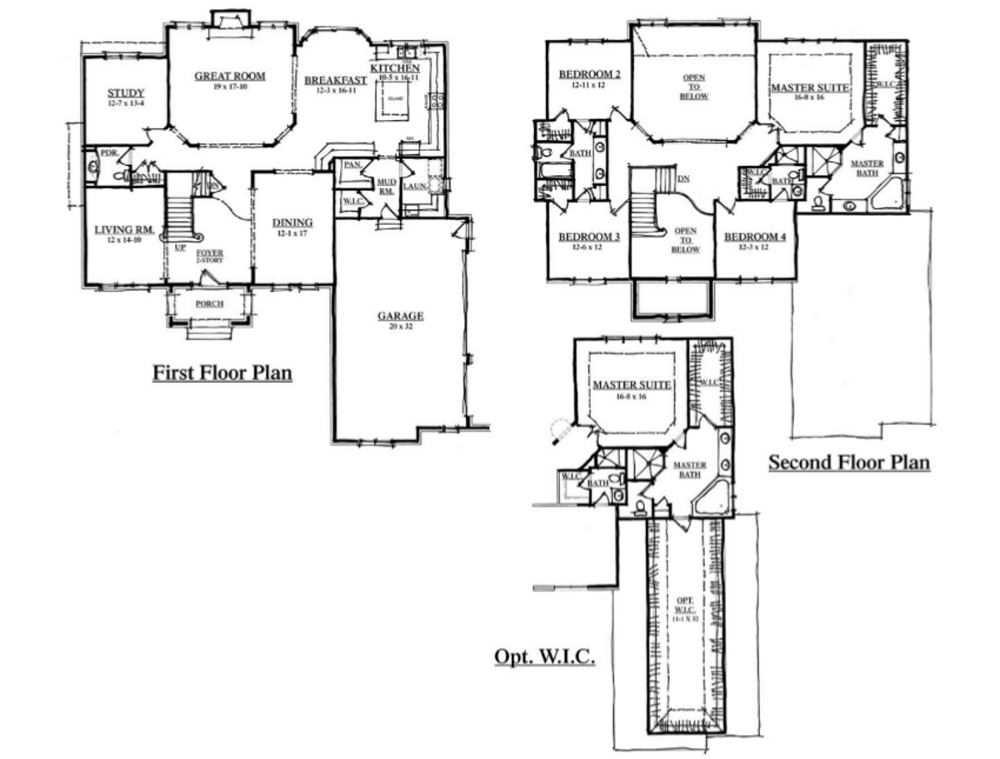 GREAT ROOM
19 x 17-10
BREAKFAST
12-3 x 16-11
KITCHEN
10-5 x 16-11
ISLAND
STUDY
12-7 x 13-4
PDR.
PAN.
MUD
RM.
LAUN.
W.I.C.
DN
LIVING RM.
12 x 14-10
UP
FOYER
2-STORY
DINING
12-1 x 17
PORCH
GARAGE
20 x 32
First Floor Plan
BEDROOM 2
12-11 x 12
OPEN
TO
BELOW
MASTER SUITE
16-8 x 16
W.I.C.
BATH
MASTER
BATH
DN
W.I.C.
BATH
BEDROOM 3
12-6 x 12
OPEN
TO
BELOW
BEDROOM 4
12-3 x 12
Second Floor Plan
MASTER SUITE
16-8 x 16
W.I.C.
MASTER
BATH
W.I.C.
BATH
OPT.
W.I.C.
11-1 X 32
Opt. W.I.C.